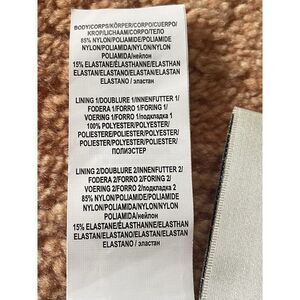 BODY/CORPS/KÖRPER/CORPO/CUERPO/
KROP/LICHAAM/CORPO/ТЕЛО
85% NYLON/POLIAMIDE/POLIAMIDE
NYLON/POLIAMIDA/NYLON/NYLON
POLIAMIDA/нейлон
15% ELASTANE/ÉLASTHANNE/ELASTHAN
ELASTAN/ELASTANO/ELASTAN/ELASTAN
ELASTANO / эластан
LINING 1/DOUBLURE 1/INNENFUTTER 1/
FODERA 1/FORRO 1/FORING 1/
VOERING 1/FORRO 1/подкладка 1
100% POLYESTER/POLYESTER/
POLIESTERE/POLIÉSTER/POLYESTER/
POLYESTER/POLIESTER/
ПОЛИЭСТЕР
LINING 2/DOUBLURE 2/INNENFUTTER 2/
FODERA 2/FORRO 2/FORING 2/
VOERING 2/FORRO 2/подкладка 2
85% NYLON/POLYAMIDE/NYLON
POLIAMIDE/POLIAMIDA/NYLON/NYLON
POLIAMIDA/нейлон
15% ELASTANE/ÉLASTHANNE/ELASTHAN
ELASTAN/ELASTANO/ELASTAN/ELASTAN
ELASTANO / эластан